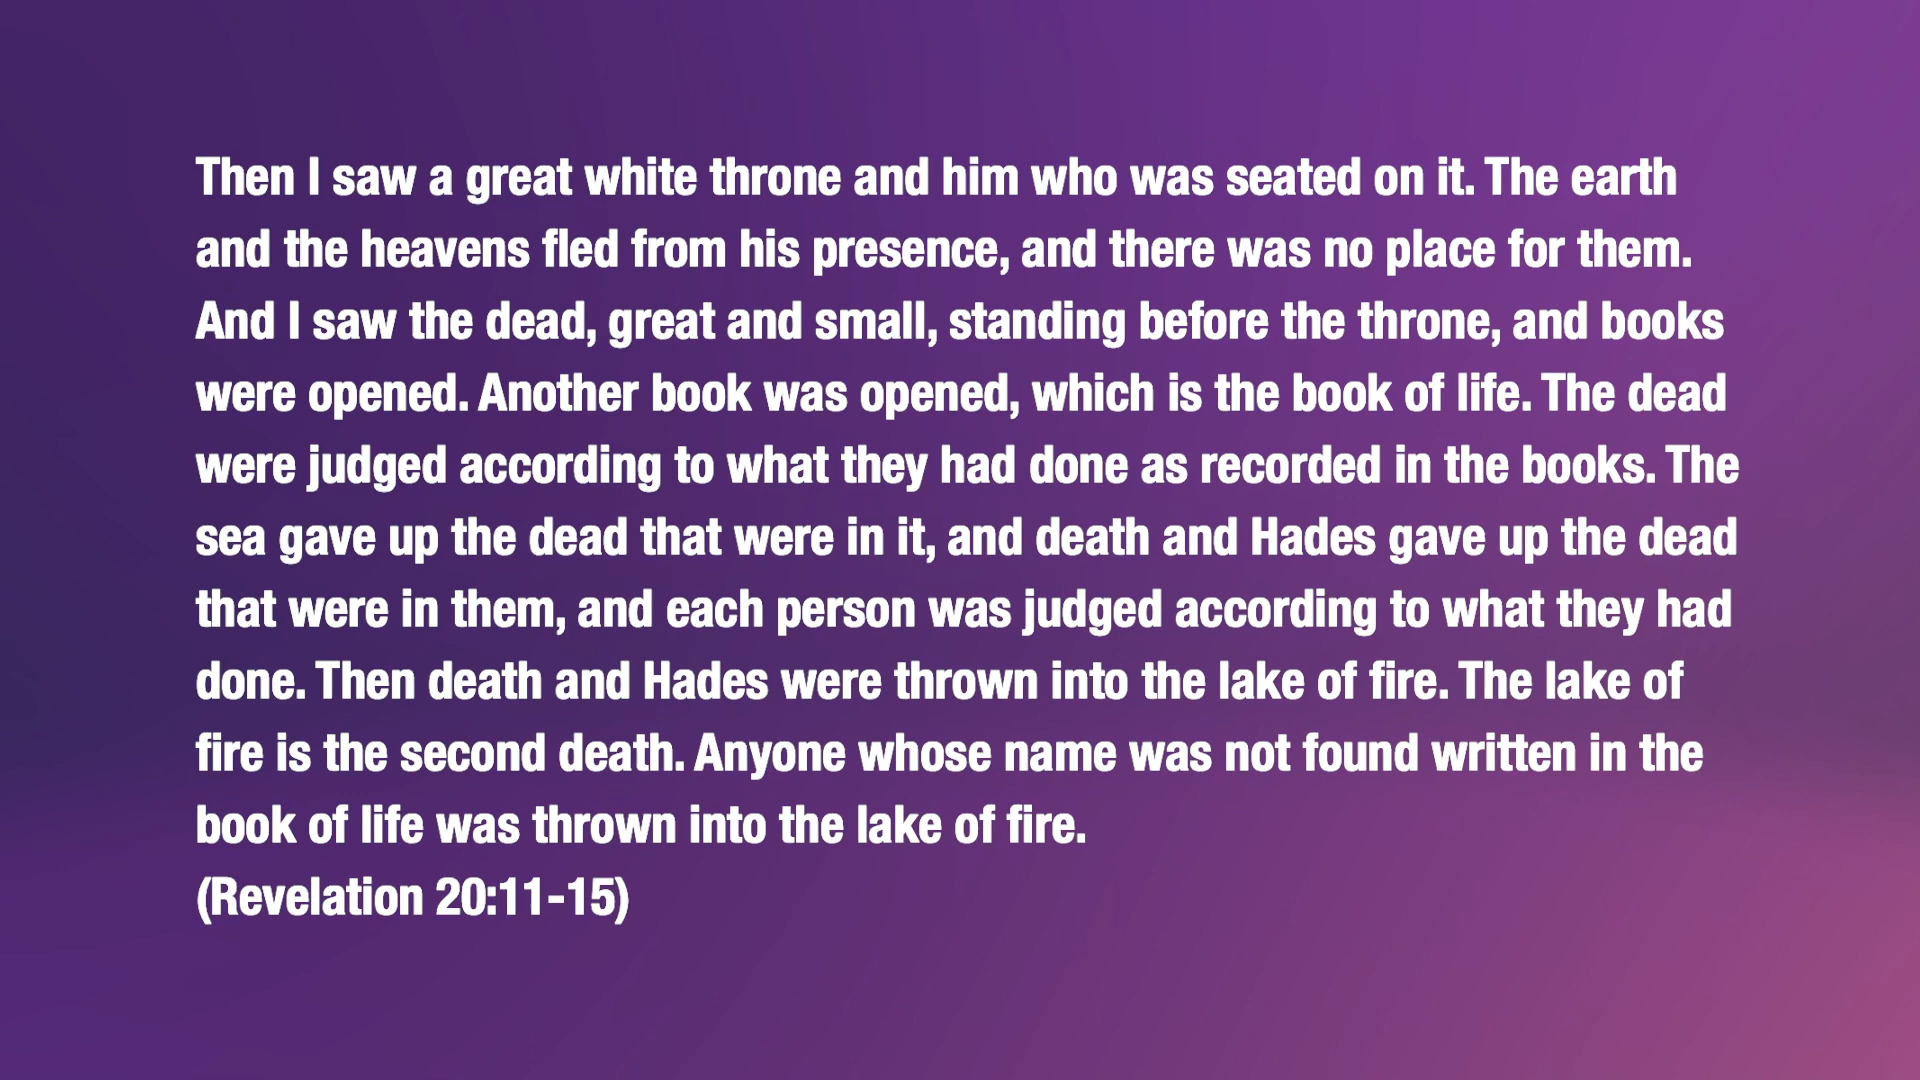 Then I saw a great white throne and him who was seated on it. The earth
and the heavens fled from his presence, and there was no place for them.
And I saw the dead, great and small, standing before the throne, and books
were opened. Another book was opened, which is the book of life. The dead
were judged according to what they had done as recorded in the books. The
sea gave up the dead that were in it, and death and Hades gave up the dead
that were in them, and each person was judged according to what they had
done. Then death and Hades were thrown into the lake of fire. The lake of
fire is the second death. Anyone whose name was not found written in the
book of life was thrown into the lake of fire.
(Revelation 20:11-15)